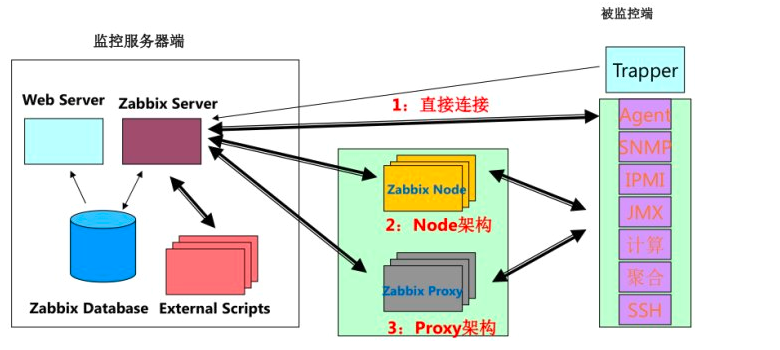 被监控端
监控服务器端
Trapper
Web Server
Zabbix Server
1：直接连接
Agent
SNMP
IPMI
JMX
计算
聚合
SSH
Zabbix Node
2：Node架构
Zabbix Proxy
3：Proxy架构
Zabbix Database
External Scripts